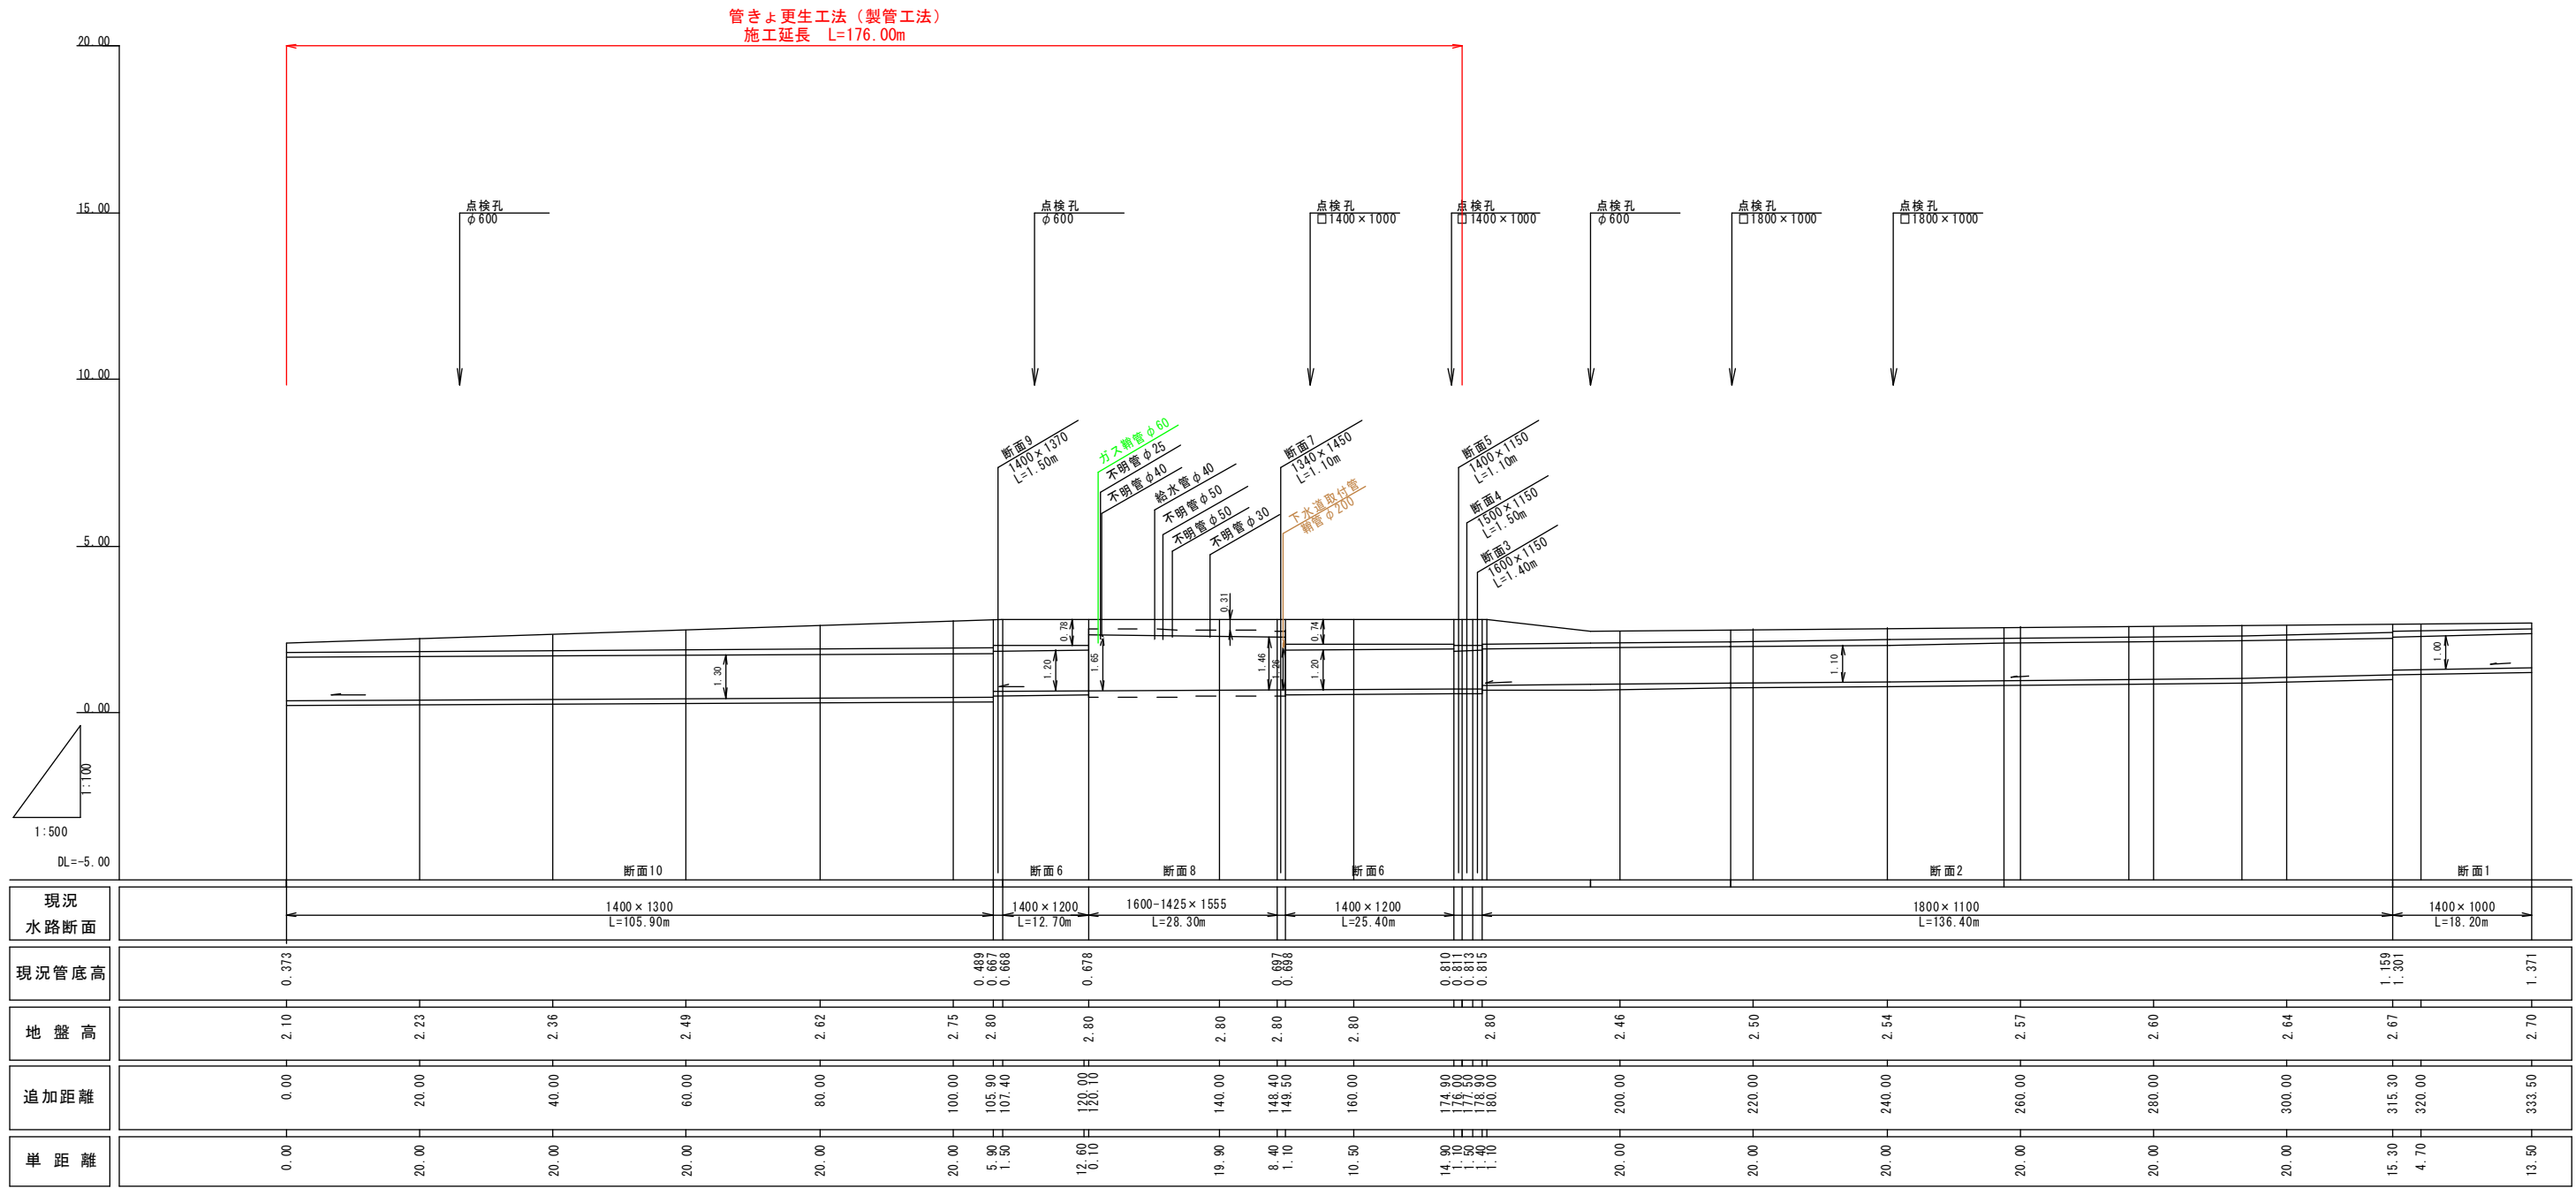 管きょ更生工法（製管工法）
施工延長　L=176.00m
20.00
15.00
10.00
5.00
0.00
DL=-5.00
1:100
1:500
点検孔
φ600
点検孔
φ600
点検孔
□1400×1000
点検孔
□1400×1000
点検孔
φ600
点検孔
□1800×1000
点検孔
□1800×1000
断面9
1400×1370
L=1.50m
ガス鞘管φ60
不明管φ25
不明管φ40
給水管φ40
不明管φ50
不明管φ50
不明管φ30
断面7
1340×1450
L=1.10m
下水道取付管
鞘管φ200
断面5
1400×1150
L=1.10m
断面4
1500×1150
L=1.50m
断面3
1600×1150
L=1.40m
1.30
1.20
0.78
1.65
0.31
1.46
1.26
0.74
1.20
1.10
1.00
断面10
断面6
断面8
断面6
断面2
断面1
現況
水路断面
1400×1300
L=105.90m
1400×1200
L=12.70m
1600-1425×1555
L=28.30m
1400×1200
L=25.40m
1800×1100
L=136.40m
1400×1000
L=18.20m
現況管底高
0.373
0.489
0.667
0.668
0.678
0.697
0.698
0.810
0.811
0.813
0.815
1.159
1.301
1.371
地盤高
2.10
2.23
2.36
2.49
2.62
2.75
2.80
2.80
2.80
2.80
2.80
2.80
2.46
2.50
2.54
2.57
2.60
2.64
2.67
2.70
追加距離
0.00
20.00
40.00
60.00
80.00
100.00
105.90
107.40
120.00
120.10
140.00
148.40
149.50
160.00
174.90
176.00
177.50
178.90
180.00
200.00
220.00
240.00
260.00
280.00
300.00
315.30
320.00
333.50
単距離
0.00
20.00
20.00
20.00
20.00
20.00
5.90
1.50
12.60
0.10
19.90
8.40
1.10
10.50
14.90
1.10
1.50
1.40
1.10
20.00
20.00
20.00
20.00
20.00
20.00
15.30
4.70
13.50